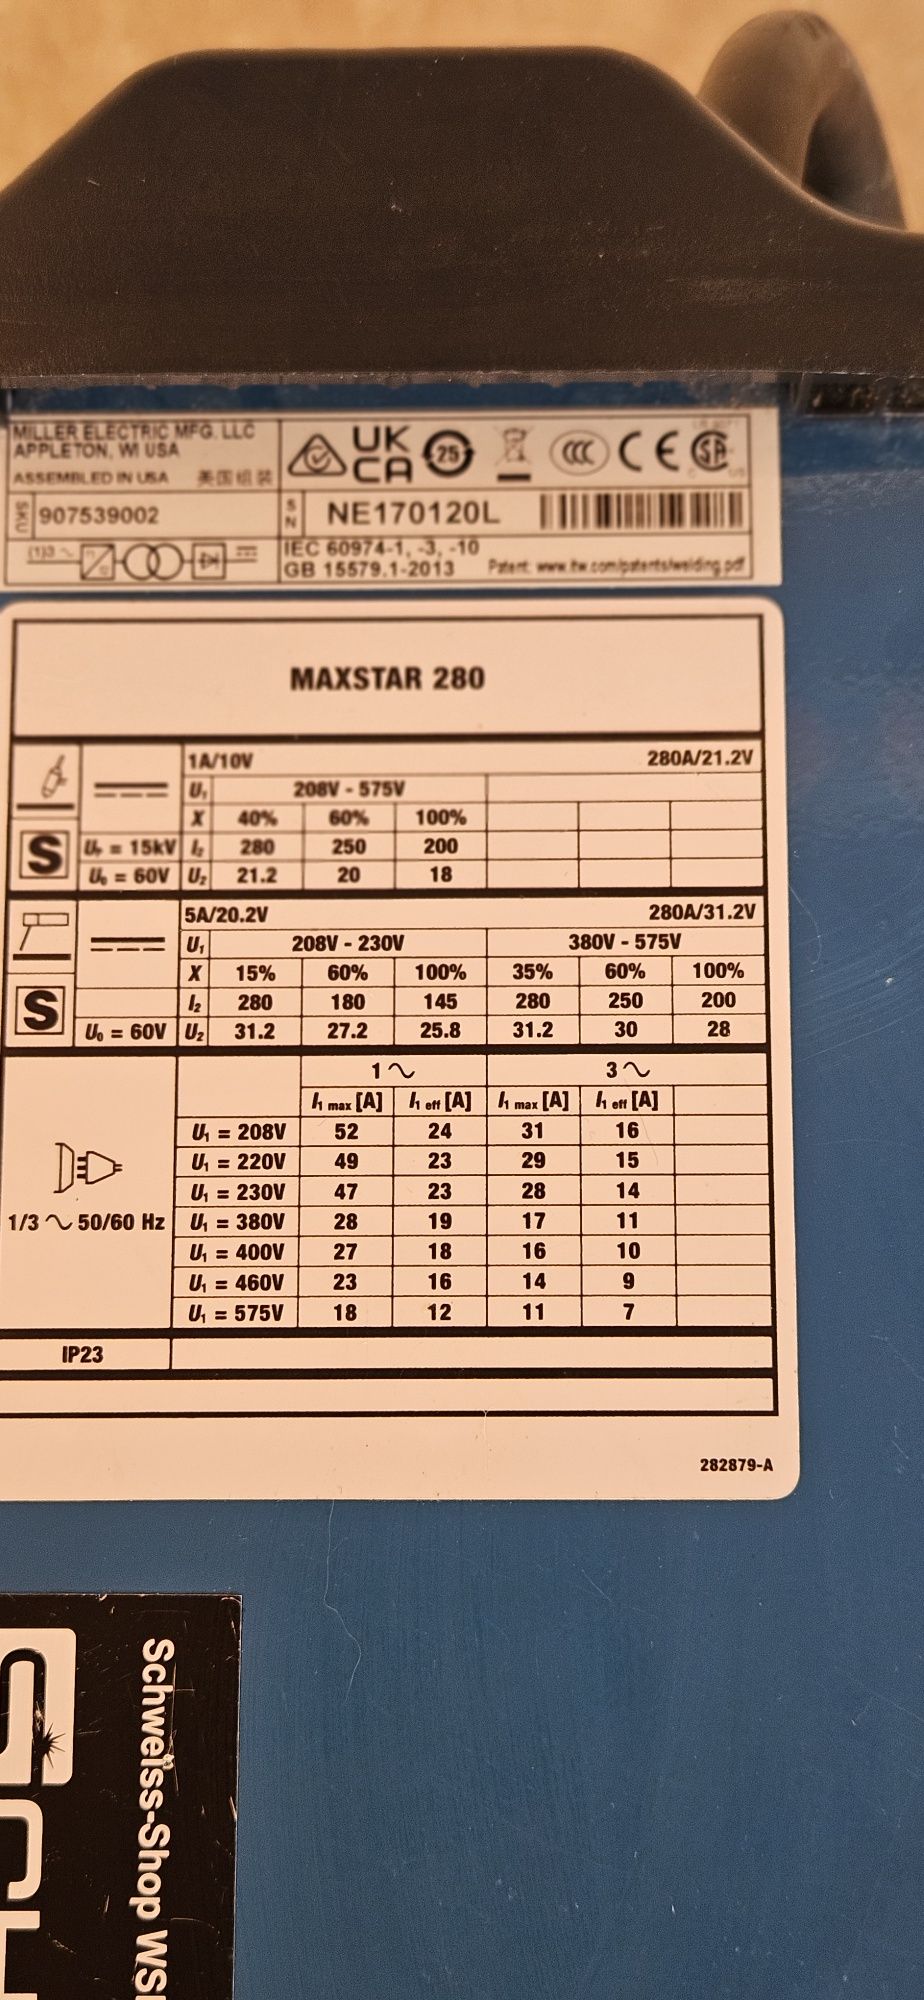 MILLER ELECTRIC MFG. LLC
APPLETON, WI USA
ASSEMBLED IN USA 美国组装
UK
CA
25
CCC CE SA
SKU 907539002 SN NE170120L
(1)3~
IEC 60974-1, -3, -10
GB 15579.1-2013 Patent: www.itw.com/patents/welding.pdf
MAXSTAR 280
1A/10V 280A/21.2V
U₁ 208V - 575V
X 40% 60% 100%
S Uₚ = 15kV I₂ 280 250 200
U₀ = 60V U₂ 21.2 20 18
5A/20.2V 280A/31.2V
U₁ 208V - 230V 380V - 575V
X 15% 60% 100% 35% 60% 100%
S I₂ 280 180 145 280 250 200
U₀ = 60V U₂ 31.2 27.2 25.8 31.2 30 28
1~ 3~
I₁ max [A] I₁ eff [A] I₁ max [A] I₁ eff [A]
U₁ = 208V 52 24 31 16
U₁ = 220V 49 23 29 15
U₁ = 230V 47 23 28 14
1/3 ~ 50/60 Hz U₁ = 380V 28 19 17 11
U₁ = 400V 27 18 16 10
U₁ = 460V 23 16 14 9
U₁ = 575V 18 12 11 7
IP23
282879-A
Schweiss-Shop